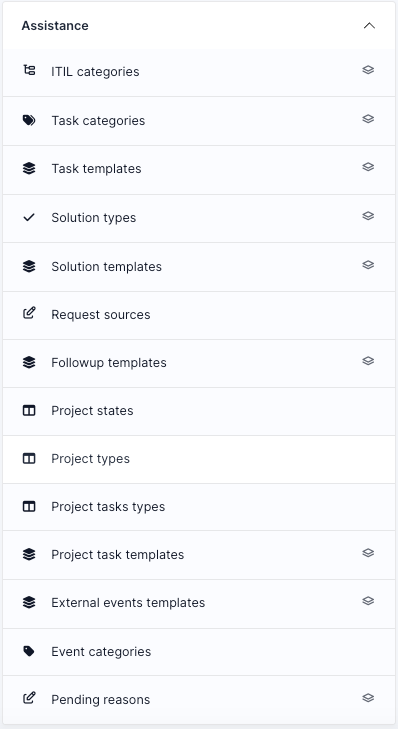 Assistance
ITIL categories
Task categories
Task templates
Solution types
Solution templates
Request sources
Followup templates
Project states
Project types
Project tasks types
Project task templates
External events templates
Event categories
Pending reasons